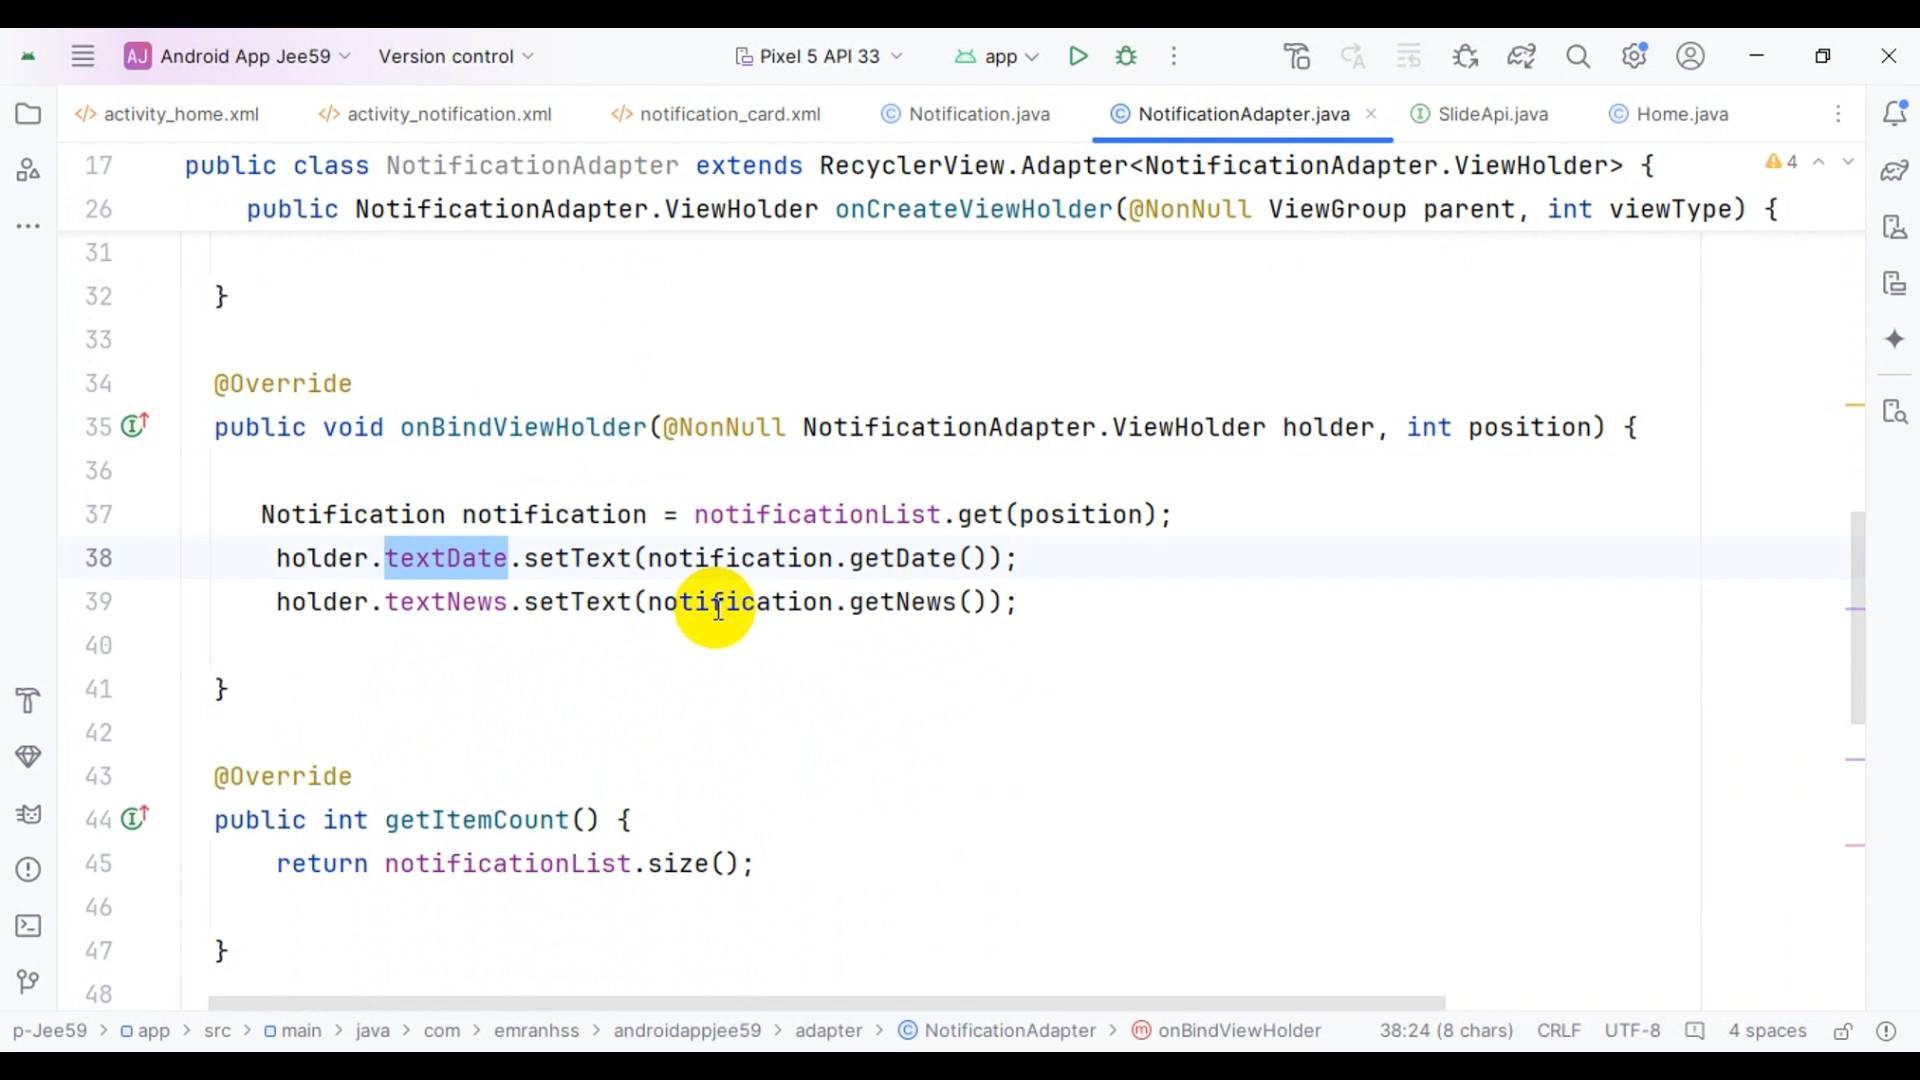 AJ Android App Jee59 Version control Pixel 5 API 33 app
activity_home.xml activity_notification.xml notification_card.xml Notification.java NotificationAdapter.java SlideApi.java Home.java
17 public class NotificationAdapter extends RecyclerView.Adapter<NotificationAdapter.ViewHolder> { 4
26 public NotificationAdapter.ViewHolder onCreateViewHolder(@NonNull ViewGroup parent, int viewType) {
31
32 }
33
34 @Override
35 public void onBindViewHolder(@NonNull NotificationAdapter.ViewHolder holder, int position) {
36
37 Notification notification = notificationList.get(position);
38 holder.textDate.setText(notification.getDate());
39 holder.textNews.setText(notification.getNews());
40
41 }
42
43 @Override
44 public int getItemCount() {
45 return notificationList.size();
46
47 }
48
p-Jee59 > app > src > main > java > com > emranhss > androidappjee59 > adapter > NotificationAdapter > onBindViewHolder 38:24 (8 chars) CRLF UTF-8 4 spaces